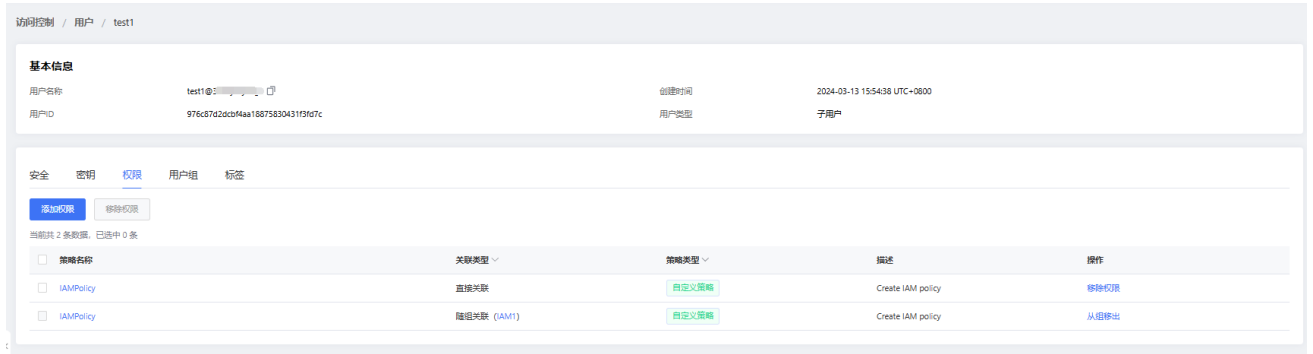 访问控制 / 用户 / test1
基本信息
用户名称 test1@ 创建时间 2024-03-13 15:54:38 UTC+0800
用户ID 976c87d2dcbf4aa18875830431f3fd7c 用户类型 子用户
安全 密钥 权限 用户组 标签
添加权限 移除权限
当前共 2 条数据，已选中 0 条
策略名称 关联类型 策略类型 描述 操作
IAMPolicy 直接关联 自定义策略 Create IAM policy 移除权限
IAMPolicy 随组关联 (IAM1) 自定义策略 Create IAM policy 从组移出